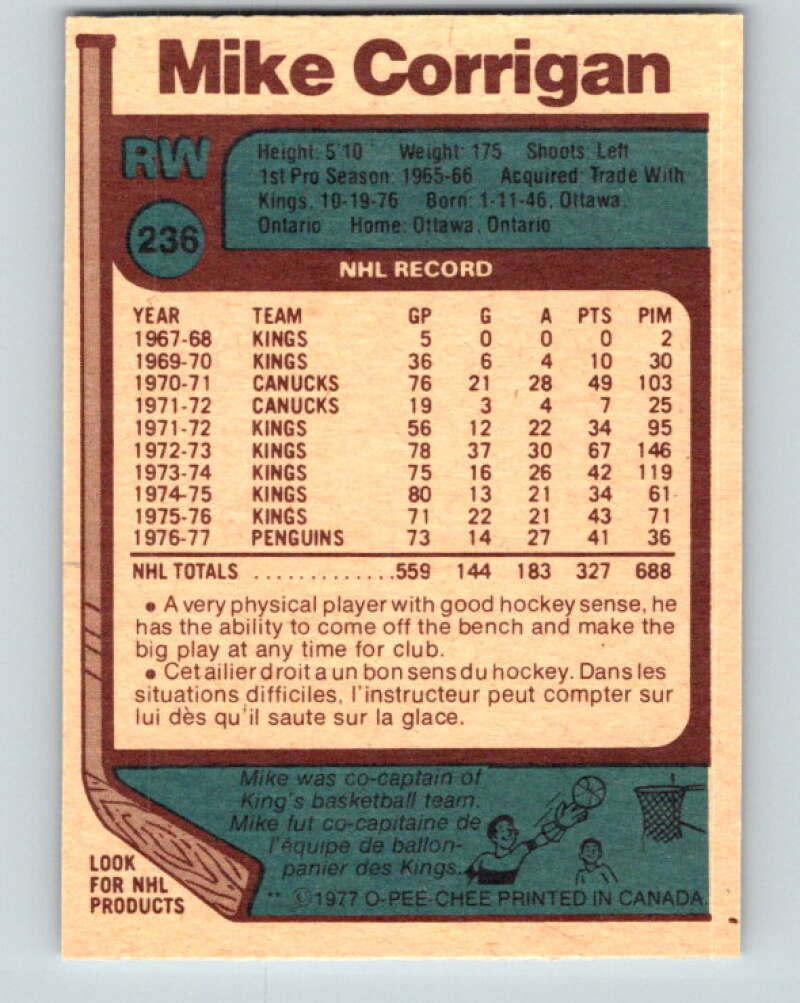 Mike Corrigan
RW
236
Height: 5'10" Weight: 175 Shoots: Left
1st Pro Season: 1965-66 Acquired: Trade With
Kings, 10-19-76 Born: 1-11-46, Ottawa,
Ontario Home: Ottawa, Ontario
NHL RECORD
YEAR TEAM GP G A PTS PIM
1967-68 KINGS 5 0 0 0 2
1969-70 KINGS 36 6 4 10 30
1970-71 CANUCKS 76 21 28 49 103
1971-72 CANUCKS 19 3 4 7 25
1971-72 KINGS 56 12 22 34 95
1972-73 KINGS 78 37 30 67 146
1973-74 KINGS 75 16 26 42 119
1974-75 KINGS 80 13 21 34 61
1975-76 KINGS 71 22 21 43 71
1976-77 PENGUINS 73 14 27 41 36
NHL TOTALS .............559 144 183 327 688
• A very physical player with good hockey sense, he
has the ability to come off the bench and make the
big play at any time for club.
• Cet ailier droit a un bon sens du hockey. Dans les
situations difficiles, l'instructeur peut compter sur
lui dès qu'il saute sur la glace.
Mike was co-captain of
King's basketball team.
Mike fut co-capitaine de
l'équipe de ballon-
panier des Kings.
LOOK
FOR NHL
PRODUCTS
** ©1977 O-PEE-CHEE PRINTED IN CANADA.